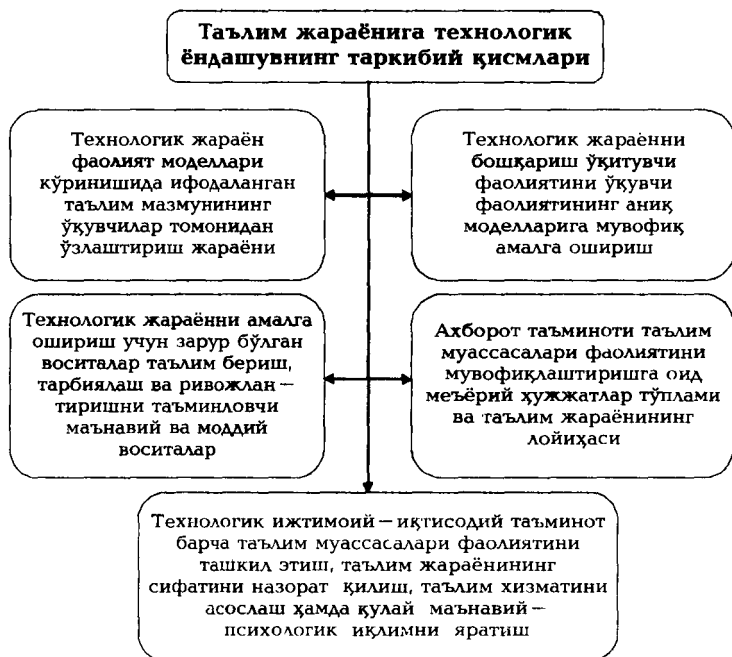 Таълим жараёнига технологик
ёндашувнинг таркибий қисмлари
Технологик жараён
фаолият моделлари
кўринишида ифодаланган
таълим мазмунининг
ўқувчилар томонидан
ўзлаштириш жараёни
Технологик жараённи
бошқариш ўқитувчи
фаолиятини ўқувчи
фаолиятининг аниқ
моделларига мувофиқ
амалга ошириш
Технологик жараённи амалга
ошириш учун зарур бўлган
воситалар таълим бериш,
тарбиялаш ва ривожлан –
тиришни таъминловчи
маънавий ва моддий
воситалар
Ахборот таъминоти таълим
муассасалари фаолиятини
мувофиқлаштиришга оид
меъёрий ҳужжатлар тўплами
ва таълим жараёнининг
лойиҳаси
Технологик ижтимоий – иқтисодий таъминот
барча таълим муассасалари фаолиятини
ташкил этиш, таълим жараёнининг
сифатини назорат қилиш, таълим хизматини
асослаш ҳамда қулай маънавий –
психологик иқлимни яратиш